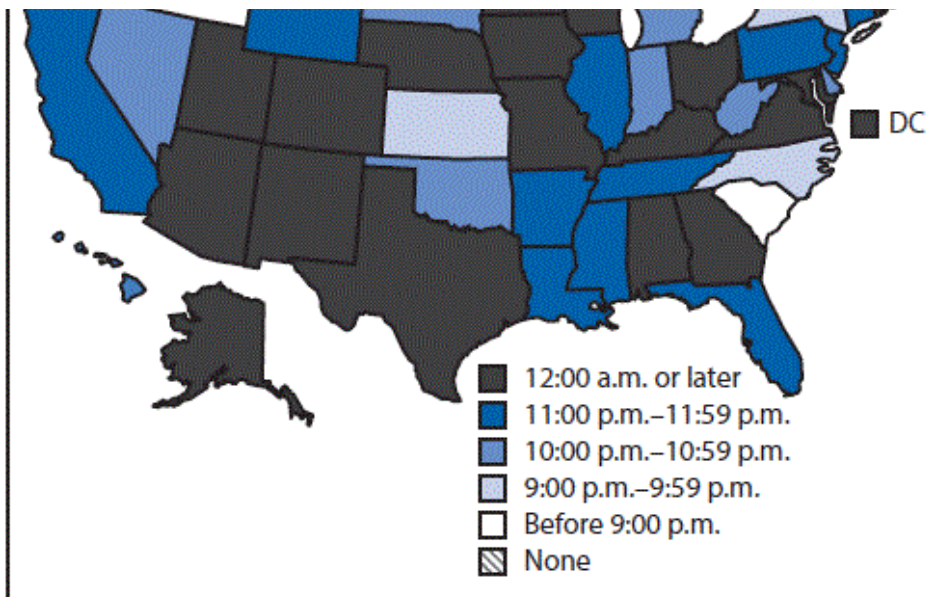 DC
12:00 a.m. or later
11:00 p.m.–11:59 p.m.
10:00 p.m.–10:59 p.m.
9:00 p.m.–9:59 p.m.
Before 9:00 p.m.
None